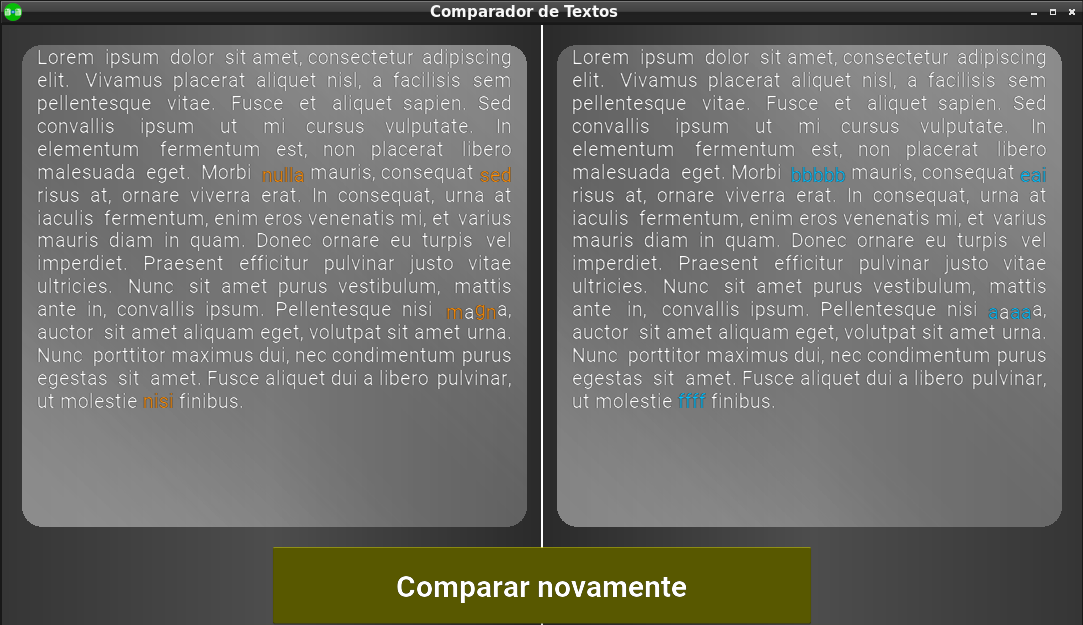 Comparador de Textos
Lorem ipsum dolor sit amet, consectetur adipiscing
elit. Vivamus placerat aliquet nisl, a facilisis sem
pellentesque vitae. Fusce et aliquet sapien. Sed
convallis ipsum ut mi cursus vulputate. In
elementum fermentum est, non placerat libero
malesuada eget. Morbi nulla mauris, consequat sed
risus at, ornare viverra erat. In consequat, urna at
iaculis fermentum, enim eros venenatis mi, et varius
mauris diam in quam. Donec ornare eu turpis vel
imperdiet. Praesent efficitur pulvinar justo vitae
ultricies. Nunc sit amet purus vestibulum, mattis
ante in, convallis ipsum. Pellentesque nisi magna,
auctor sit amet aliquam eget, volutpat sit amet urna.
Nunc porttitor maximus dui, nec condimentum purus
egestas sit amet. Fusce aliquet dui a libero pulvinar,
ut molestie nisi finibus.
Lorem ipsum dolor sit amet, consectetur adipiscing
elit. Vivamus placerat aliquet nisl, a facilisis sem
pellentesque vitae. Fusce et aliquet sapien. Sed
convallis ipsum ut mi cursus vulputate. In
elementum fermentum est, non placerat libero
malesuada eget. Morbi bbbbb mauris, consequat eai
risus at, ornare viverra erat. In consequat, urna at
iaculis fermentum, enim eros venenatis mi, et varius
mauris diam in quam. Donec ornare eu turpis vel
imperdiet. Praesent efficitur pulvinar justo vitae
ultricies. Nunc sit amet purus vestibulum, mattis
ante in, convallis ipsum. Pellentesque nisi aaaaa,
auctor sit amet aliquam eget, volutpat sit amet urna.
Nunc porttitor maximus dui, nec condimentum purus
egestas sit amet. Fusce aliquet dui a libero pulvinar,
ut molestie ffff finibus.
Comparar novamente